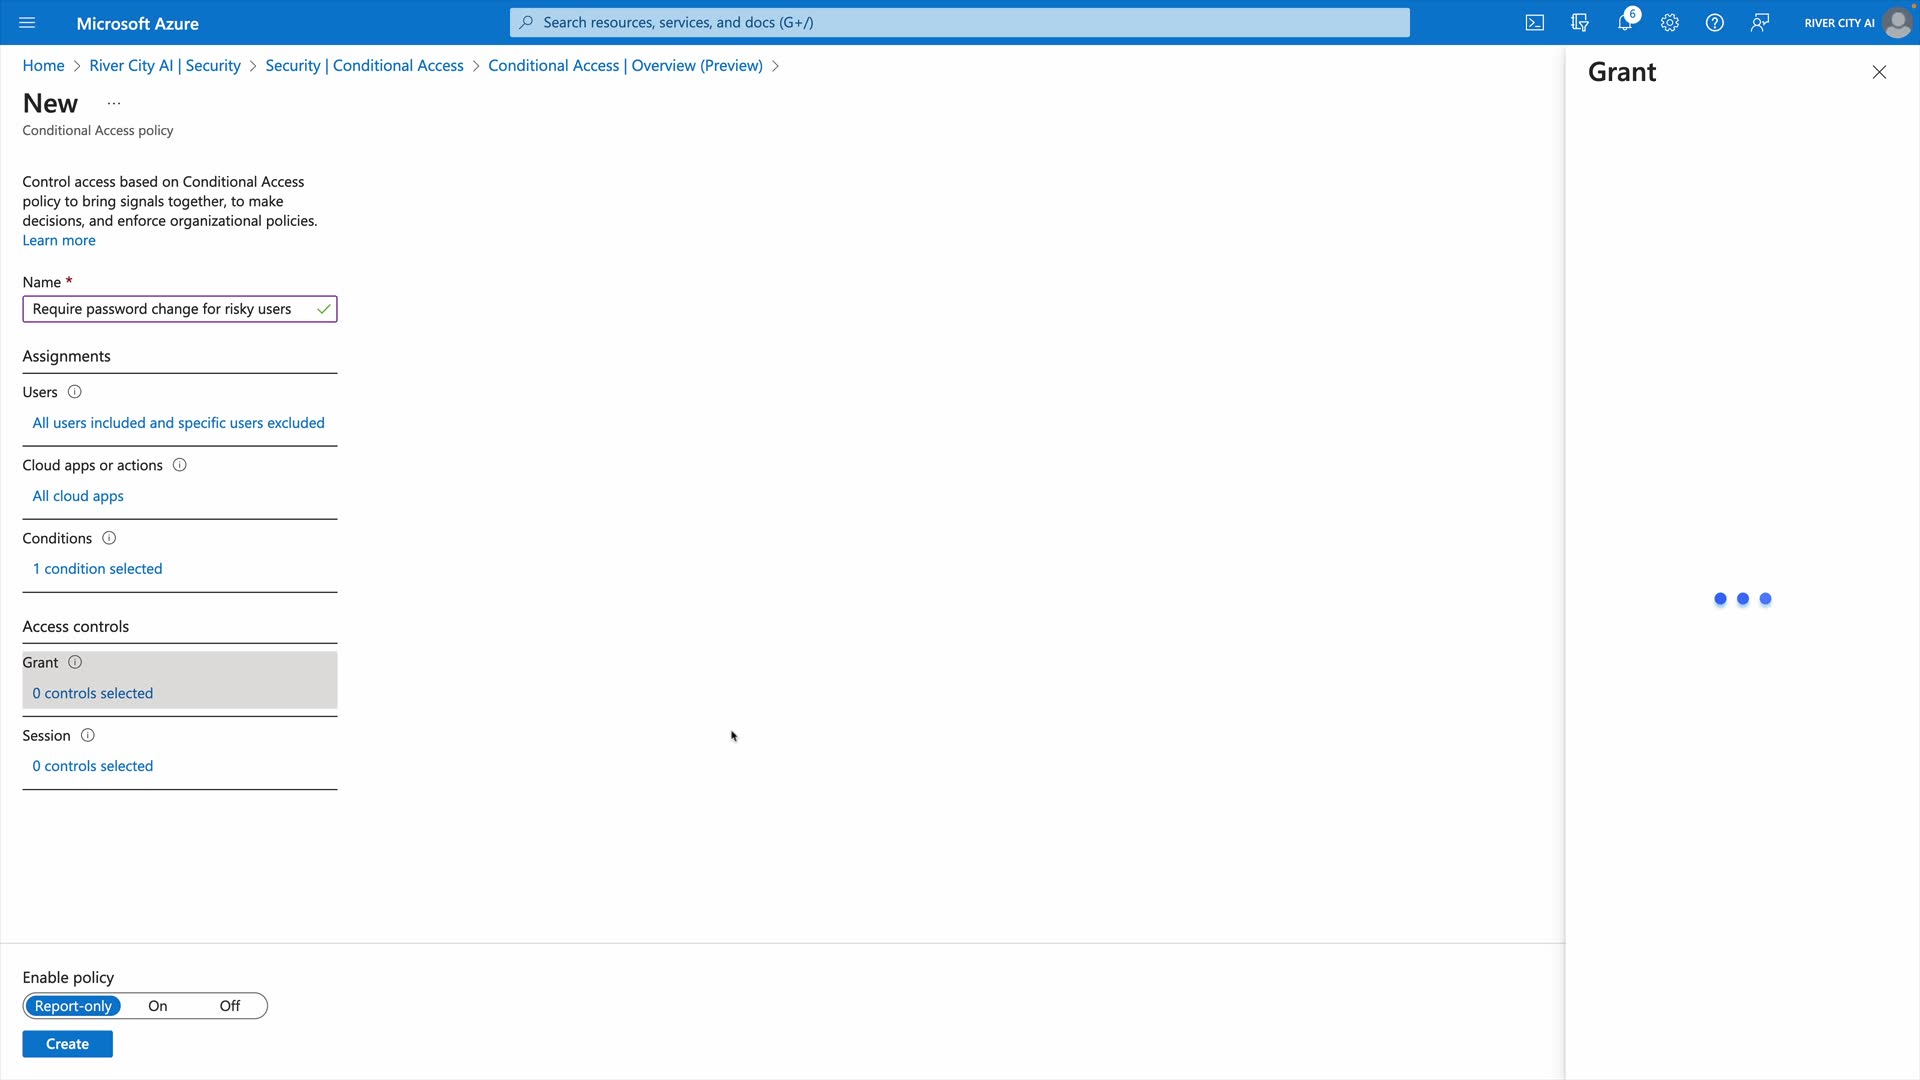 Microsoft Azure
Search resources, services, and docs (G+/)
6
RIVER CITY AI
Home > River City AI | Security > Security | Conditional Access > Conditional Access | Overview (Preview) >
New ...
Conditional Access policy
Control access based on Conditional Access
policy to bring signals together, to make
decisions, and enforce organizational policies.
Learn more
Name *
Require password change for risky users
Assignments
Users
All users included and specific users excluded
Cloud apps or actions
All cloud apps
Conditions
1 condition selected
Access controls
Grant
0 controls selected
Session
0 controls selected
Enable policy
Report-only On Off
Create
Grant